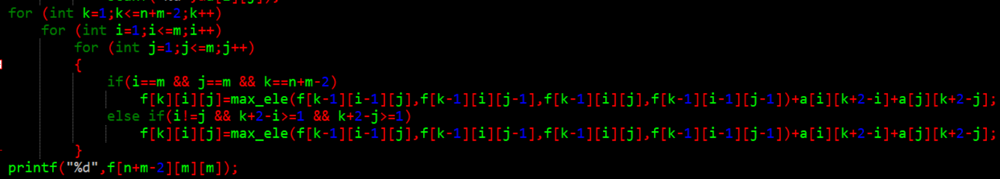 for (int k=1;k<=n+m-2;k++)
for (int i=1;i<=m;i++)
for (int j=1;j<=m;j++)
{
if(i==m && j==m && k==n+m-2)
f[k][i][j]=max_ele(f[k-1][i-1][j],f[k-1][i][j-1],f[k-1][i][j],f[k-1][i-1][j-1])+a[i][k+2-i]+a[j][k+2-j];
else if(i!=j && k+2-i>=1 && k+2-j>=1)
f[k][i][j]=max_ele(f[k-1][i-1][j],f[k-1][i][j-1],f[k-1][i][j],f[k-1][i-1][j-1])+a[i][k+2-i]+a[j][k+2-j];
}
printf("%d",f[n+m-2][m][m]);